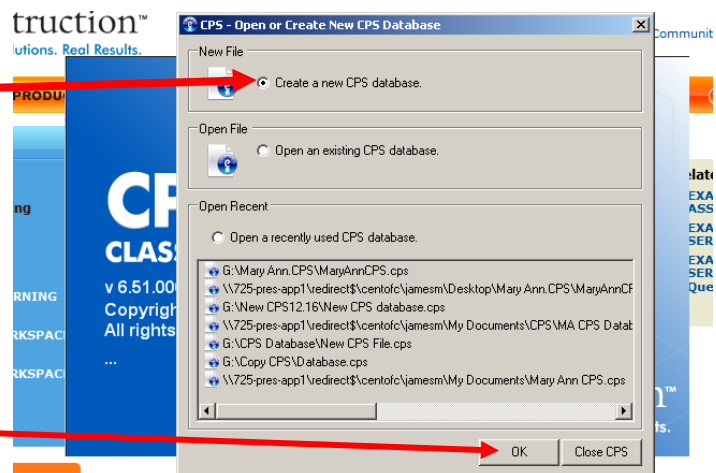 truction™
lutions. Real Results.
CPS - Open or Create New CPS Database
Communit
New File
Create a new CPS database.
PRODU
Open File
Open an existing CPS database.
Open Recent
Open a recently used CPS database.
G:\Mary Ann.CPS\MaryAnnCPS.cps
\\725-pres-app1\redirect$\centofc\jamesm\Desktop\Mary Ann.CPS\MaryAnnCF
G:\New CPS12.16\New CPS database.cps
\\725-pres-app1\redirect$\centofc\jamesm\My Documents\CPS\MA CPS Datab
G:\CPS Database\New CPS File.cps
G:\Copy CPS\Database.cps
\\725-pres-app1\redirect$\centofc\jamesm\My Documents\Mary Ann CPS.cps
OK
Close CPS
ng
RNING
RKSPAC
RKSPAC
CP
CLAS
v 6.51.00
Copyrigh
All rights
...
elate
EXA
ASS
EXA
SER
EXA
SER
Que
n™
ts.